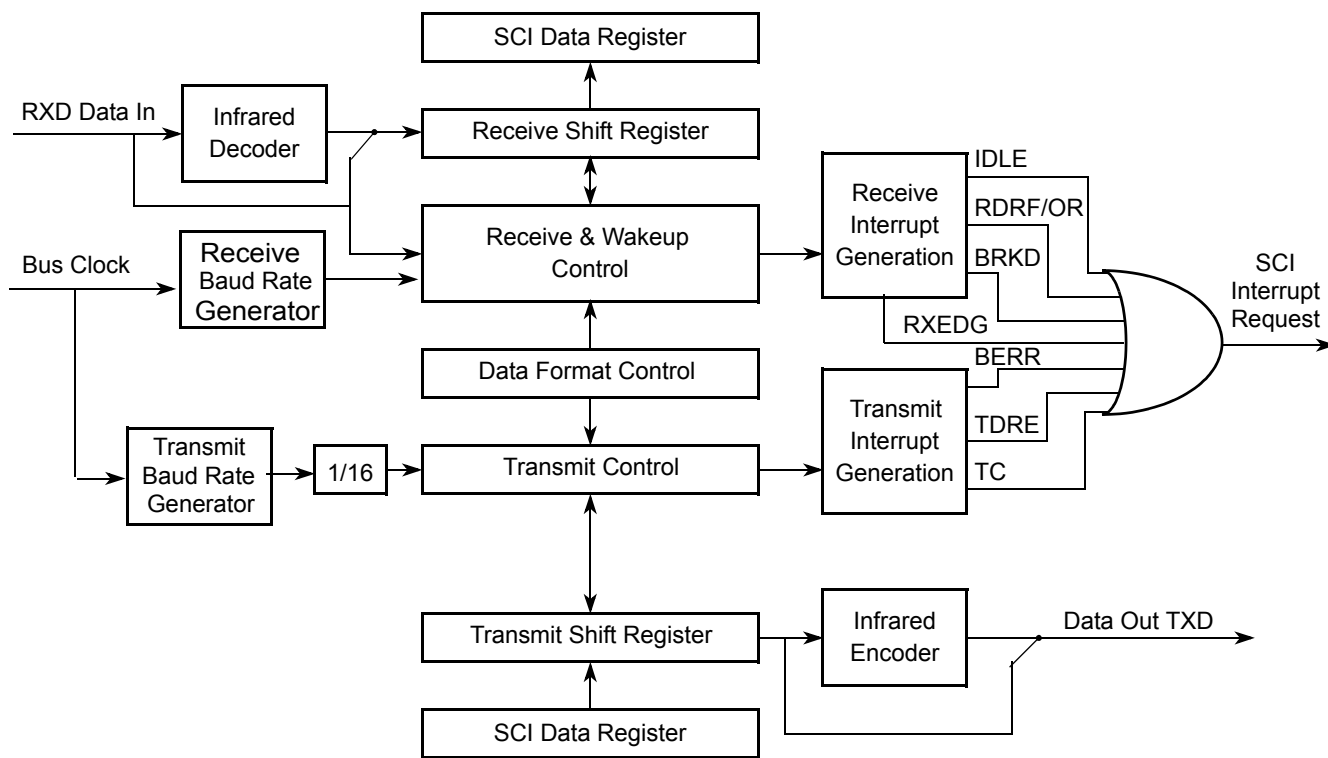 SCI Data Register
RXD Data In
Infrared
Decoder
Receive Shift Register
IDLE
Receive
Interrupt
Generation
RDRF/OR
BRKD
RXEDG
Receive & Wakeup
Control
Bus Clock
Receive
Baud Rate
Generator
SCI
Interrupt
Request
Data Format Control
BERR
Transmit
Interrupt
Generation
TDRE
TC
Transmit
Baud Rate
Generator
1/16
Transmit Control
Transmit Shift Register
Infrared
Encoder
Data Out TXD
SCI Data Register